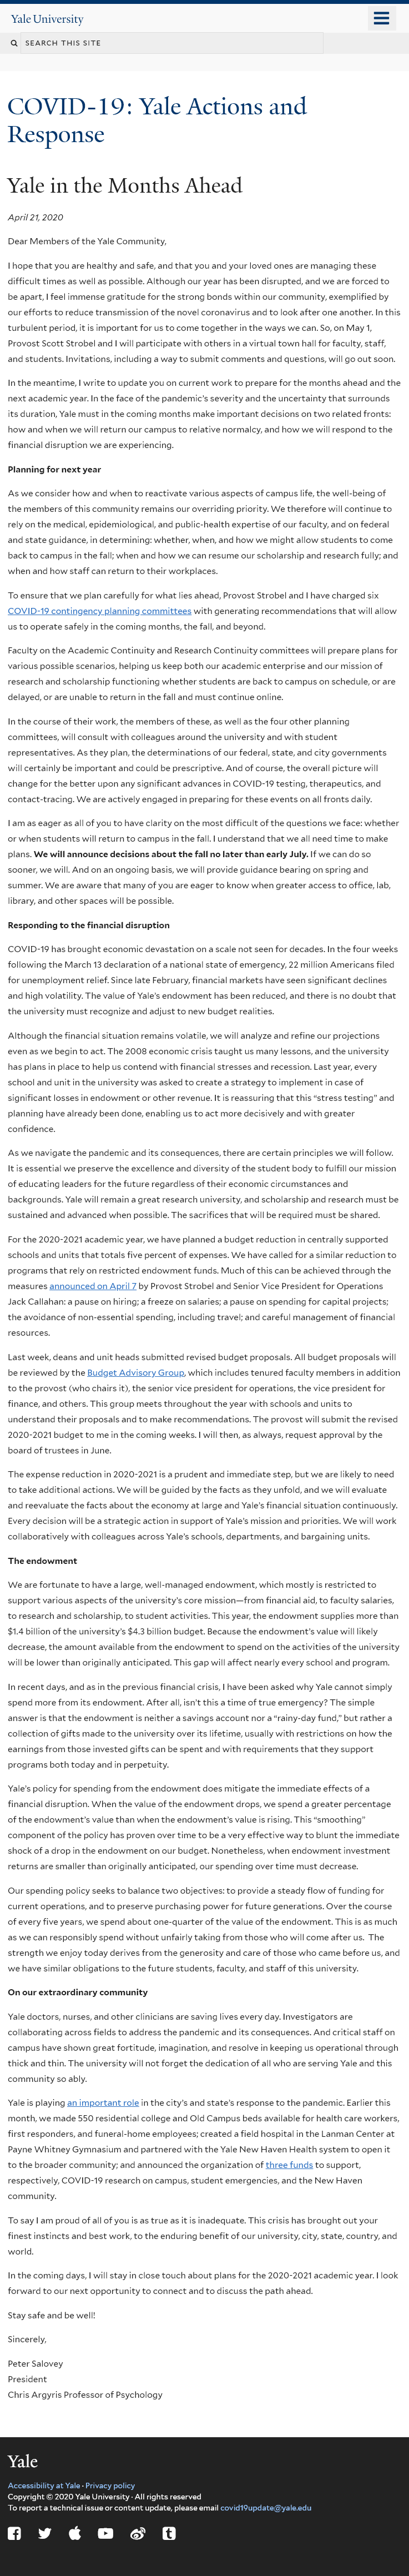 Yale University
SEARCH THIS SITE
COVID-19: Yale Actions and
Response
Yale in the Months Ahead
April 21, 2020
Dear Members of the Yale Community,
I hope that you are healthy and safe, and that you and your loved ones are managing these
difficult times as well as possible. Although our year has been disrupted, and we are forced to
be apart, I feel immense gratitude for the strong bonds within our community, exemplified by
our efforts to reduce transmission of the novel coronavirus and to look after one another. In this
turbulent period, it is important for us to come together in the ways we can. So, on May 1,
Provost Scott Strobel and I will participate with others in a virtual town hall for faculty, staff,
and students. Invitations, including a way to submit comments and questions, will go out soon.
In the meantime, I write to update you on current work to prepare for the months ahead and the
next academic year. In the face of the pandemic's severity and the uncertainty that surrounds
its duration, Yale must in the coming months make important decisions on two related fronts:
how and when we will return our campus to relative normalcy, and how we will respond to the
financial disruption we are experiencing.
Planning for next year
As we consider how and when to reactivate various aspects of campus life, the well-being of
the members of this community remains our overriding priority. We therefore will continue to
rely on the medical, epidemiological, and public-health expertise of our faculty, and on federal
and state guidance, in determining: whether, when, and how we might allow students to come
back to campus in the fall; when and how we can resume our scholarship and research fully; and
when and how staff can return to their workplaces.
To ensure that we plan carefully for what lies ahead, Provost Strobel and I have charged six
COVID-19 contingency planning committees with generating recommendations that will allow
us to operate safely in the coming months, the fall, and beyond.
Faculty on the Academic Continuity and Research Continuity committees will prepare plans for
various possible scenarios, helping us keep both our academic enterprise and our mission of
research and scholarship functioning whether students are back to campus on schedule, or are
delayed, or are unable to return in the fall and must continue online.
In the course of their work, the members of these, as well as the four other planning
committees, will consult with colleagues around the university and with student
representatives. As they plan, the determinations of our federal, state, and city governments
will certainly be important and could be prescriptive. And of course, the overall picture will
change for the better upon any significant advances in COVID-19 testing, therapeutics, and
contact-tracing. We are actively engaged in preparing for these events on all fronts daily.
I am as eager as all of you to have clarity on the most difficult of the questions we face: whether
or when students will return to campus in the fall. I understand that we all need time to make
plans. We will announce decisions about the fall no later than early July. If we can do so
sooner, we will. And on an ongoing basis, we will provide guidance bearing on spring and
summer. We are aware that many of you are eager to know when greater access to office, lab,
library, and other spaces will be possible.
Responding to the financial disruption
COVID-19 has brought economic devastation on a scale not seen for decades. In the four weeks
following the March 13 declaration of a national state of emergency, 22 million Americans filed
for unemployment relief. Since late February, financial markets have seen significant declines
and high volatility. The value of Yale's endowment has been reduced, and there is no doubt that
the university must recognize and adjust to new budget realities.
Although the financial situation remains volatile, we will analyze and refine our projections
even as we begin to act. The 2008 economic crisis taught us many lessons, and the university
has plans in place to help us contend with financial stresses and recession. Last year, every
school and unit in the university was asked to create a strategy to implement in case of
significant losses in endowment or other revenue. It is reassuring that this “stress testing” and
planning have already been done, enabling us to act more decisively and with greater
confidence.
As we navigate the pandemic and its consequences, there are certain principles we will follow.
It is essential we preserve the excellence and diversity of the student body to fulfill our mission
of educating leaders for the future regardless of their economic circumstances and
backgrounds. Yale will remain a great research university, and scholarship and research must be
sustained and advanced when possible. The sacrifices that will be required must be shared.
For the 2020-2021 academic year, we have planned a budget reduction in centrally supported
schools and units that totals five percent of expenses. We have called for a similar reduction to
programs that rely on restricted endowment funds. Much of this can be achieved through the
measures announced on April 7 by Provost Strobel and Senior Vice President for Operations
Jack Callahan: a pause on hiring; a freeze on salaries; a pause on spending for capital projects;
the avoidance of non-essential spending, including travel; and careful management of financial
resources.
Last week, deans and unit heads submitted revised budget proposals. All budget proposals will
be reviewed by the Budget Advisory Group, which includes tenured faculty members in addition
to the provost (who chairs it), the senior vice president for operations, the vice president for
finance, and others. This group meets throughout the year with schools and units to
understand their proposals and to make recommendations. The provost will submit the revised
2020-2021 budget to me in the coming weeks. I will then, as always, request approval by the
board of trustees in June.
The expense reduction in 2020-2021 is a prudent and immediate step, but we are likely to need
to take additional actions. We will be guided by the facts as they unfold, and we will evaluate
and reevaluate the facts about the economy at large and Yale's financial situation continuously.
Every decision will be a strategic action in support of Yale's mission and priorities. We will work
collaboratively with colleagues across Yale's schools, departments, and bargaining units.
The endowment
We are fortunate to have a large, well-managed endowment, which mostly is restricted to
support various aspects of the university's core mission—from financial aid, to faculty salaries,
to research and scholarship, to student activities. This year, the endowment supplies more than
$1.4 billion of the university's $4.3 billion budget. Because the endowment's value will likely
decrease, the amount available from the endowment to spend on the activities of the university
will be lower than originally anticipated. This gap will affect nearly every school and program.
In recent days, and as in the previous financial crisis, I have been asked why Yale cannot simply
spend more from its endowment. After all, isn't this a time of true emergency? The simple
answer is that the endowment is neither a savings account nor a “rainy-day fund,” but rather a
collection of gifts made to the university over its lifetime, usually with restrictions on how the
earnings from those invested gifts can be spent and with requirements that they support
programs both today and in perpetuity.
Yale's policy for spending from the endowment does mitigate the immediate effects of a
financial disruption. When the value of the endowment drops, we spend a greater percentage
of the endowment's value than when the endowment's value is rising. This “smoothing”
component of the policy has proven over time to be a very effective way to blunt the immediate
shock of a drop in the endowment on our budget. Nonetheless, when endowment investment
returns are smaller than originally anticipated, our spending over time must decrease.
Our spending policy seeks to balance two objectives: to provide a steady flow of funding for
current operations, and to preserve purchasing power for future generations. Over the course
of every five years, we spend about one-quarter of the value of the endowment. This is as much
as we can responsibly spend without unfairly taking from those who will come after us. The
strength we enjoy today derives from the generosity and care of those who came before us, and
we have similar obligations to the future students, faculty, and staff of this university.
On our extraordinary community
Yale doctors, nurses, and other clinicians are saving lives every day. Investigators are
collaborating across fields to address the pandemic and its consequences. And critical staff on
campus have shown great fortitude, imagination, and resolve in keeping us operational through
thick and thin. The university will not forget the dedication of all who are serving Yale and this
community so ably.
Yale is playing an important role in the city's and state's response to the pandemic. Earlier this
month, we made 550 residential college and Old Campus beds available for health care workers,
first responders, and funeral-home employees; created a field hospital in the Lanman Center at
Payne Whitney Gymnasium and partnered with the Yale New Haven Health system to open it
to the broader community; and announced the organization of three funds to support,
respectively, COVID-19 research on campus, student emergencies, and the New Haven
community.
To say I am proud of all of you is as true as it is inadequate. This crisis has brought out your
finest instincts and best work, to the enduring benefit of our university, city, state, country, and
world.
In the coming days, I will stay in close touch about plans for the 2020-2021 academic year. I look
forward to our next opportunity to connect and to discuss the path ahead.
Stay safe and be well!
Sincerely,
Peter Salovey
President
Chris Argyris Professor of Psychology
Yale
Accessibility at Yale · Privacy policy
Copyright © 2020 Yale University · All rights reserved
To report a technical issue or content update, please email covid19update@yale.edu